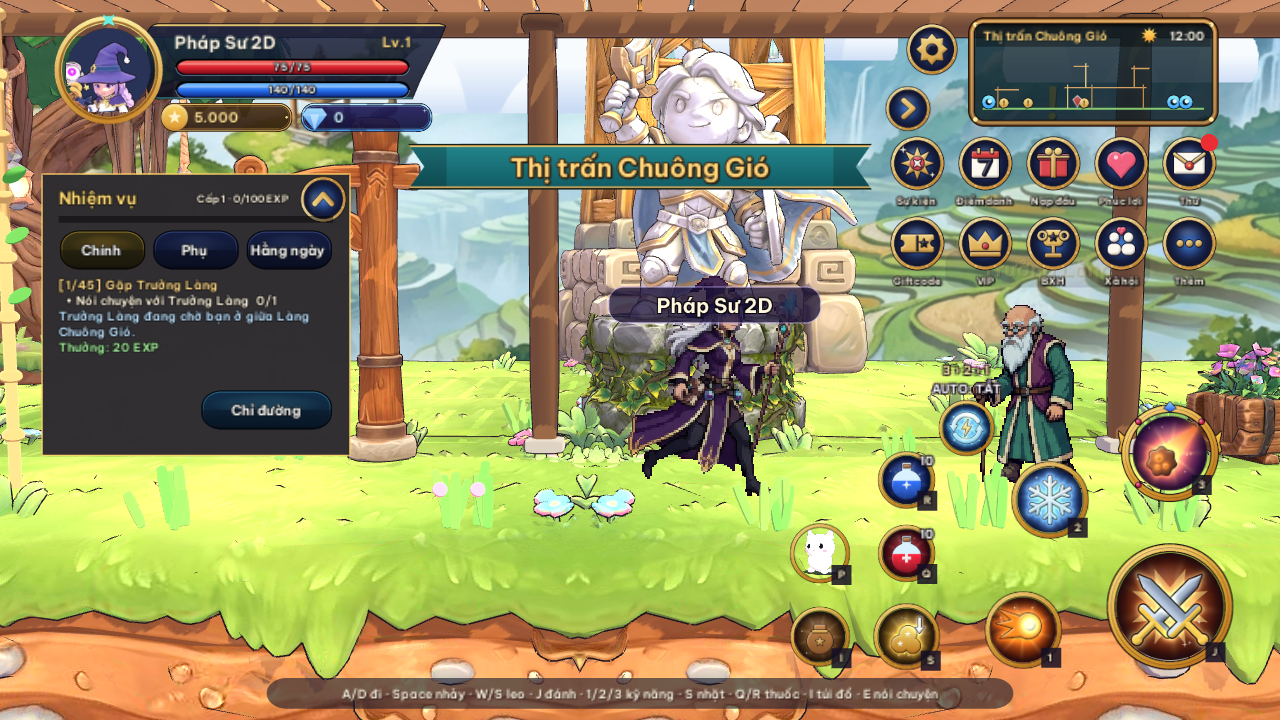 Pháp Sư 2D Lv.1
75/75
140/140
5.000 0
Thị trấn Chuông Gió 12:00
Thị trấn Chuông Gió
Nhiệm vụ Cấp 1 · 0/100 EXP
Chính Phụ Hằng ngày
[1/45] Gặp Trưởng Làng
• Nói chuyện với Trưởng Làng 0/1
Trưởng Làng đang chờ bạn ở giữa Làng
Chuông Gió.
Thưởng: 20 EXP
Chỉ đường
7
Sự kiện Điểm danh Nạp đầu Phúc lợi Thư
Giftcode VIP BXH Xã hội Thêm
Pháp Sư 2D
AUTO: TẮT
10
R
3
2
10
Q
P
I
S
1
J
A/D đi - Space nhảy - W/S leo - J đánh - 1/2/3 kỹ năng - S nhặt - Q/R thuốc - I túi đồ - E nói chuyện